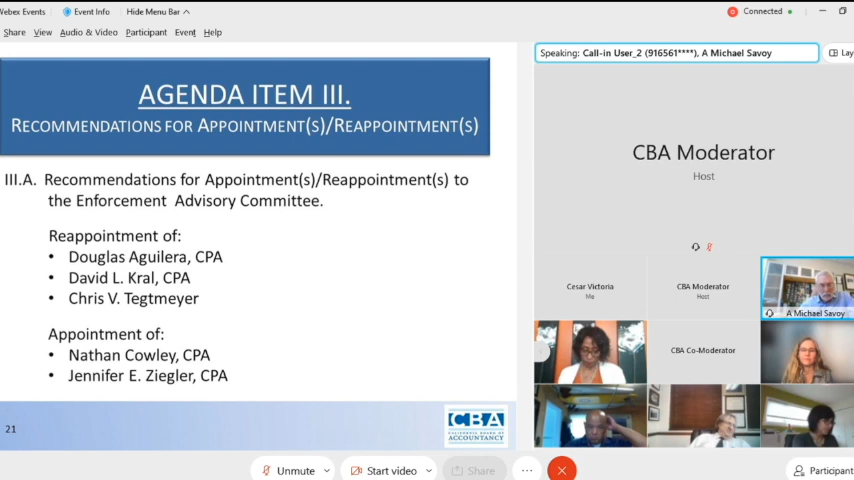 Webex Events
Event Info
Hide Menu Bar
Connected
Share View Audio & Video Participant Event Help
Speaking: Call-in User_2 (916561****), A Michael Savoy
Lay
AGENDA ITEM III.
RECOMMENDATIONS FOR APPOINTMENT(S)/REAPPOINTMENT(S)
III.A. Recommendations for Appointment(s)/Reappointment(s) to
the Enforcement Advisory Committee.
Reappointment of:
• Douglas Aguilera, CPA
• David L. Kral, CPA
• Chris V. Tegtmeyer
Appointment of:
• Nathan Cowley, CPA
• Jennifer E. Ziegler, CPA
21
CBA
CALIFORNIA BOARD OF
ACCOUNTANCY
CBA Moderator
Host
Cesar Victoria
Me
CBA Moderator
Host
A Michael Savoy
CBA Co-Moderator
Unmute
Start video
Share
Participant